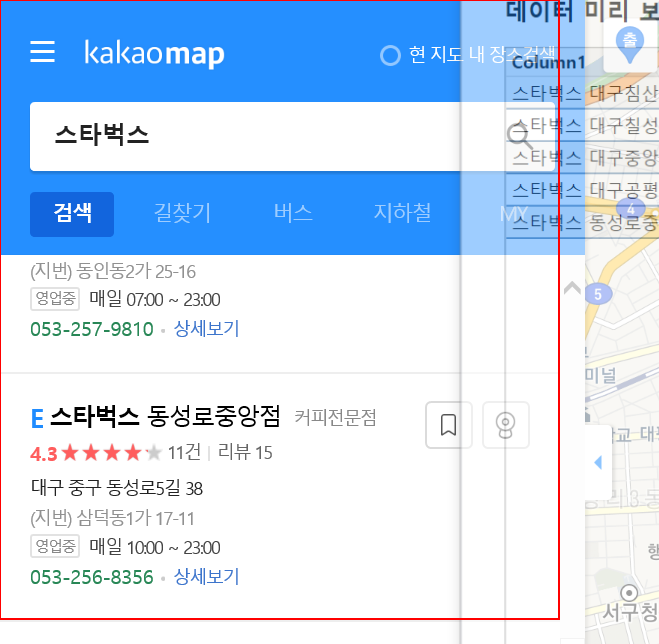 데이터 미리 보
kakaomap
현 지도 내 장소검색
출
Column1
스타벅스
스타벅스 대구침산
스타벅스 대구칠성
스타벅스 대구중앙
스타벅스 대구공평
스타벅스 동성로중
검색 길찾기 버스 지하철 MY
4
(지번) 동인동2가 25-16
영업중 매일 07:00 ~ 23:00
053-257-9810 · 상세보기
5
미널
E 스타벅스 동성로중앙점 커피전문점
4.3 11건 | 리뷰 15
대구 중구 동성로5길 38
(지번) 삼덕동1가 17-11
영업중 매일 10:00 ~ 23:00
053-256-8356 · 상세보기
서구청